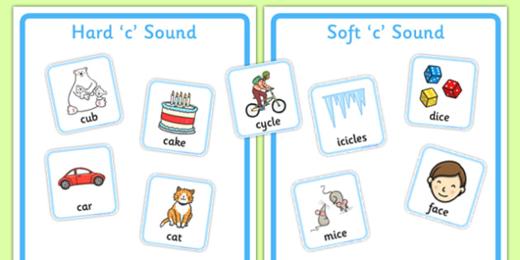 Hard ‘c’ Sound
cub
cake
car
cat
cycle
Soft ‘c’ Sound
icicles
dice
mice
face